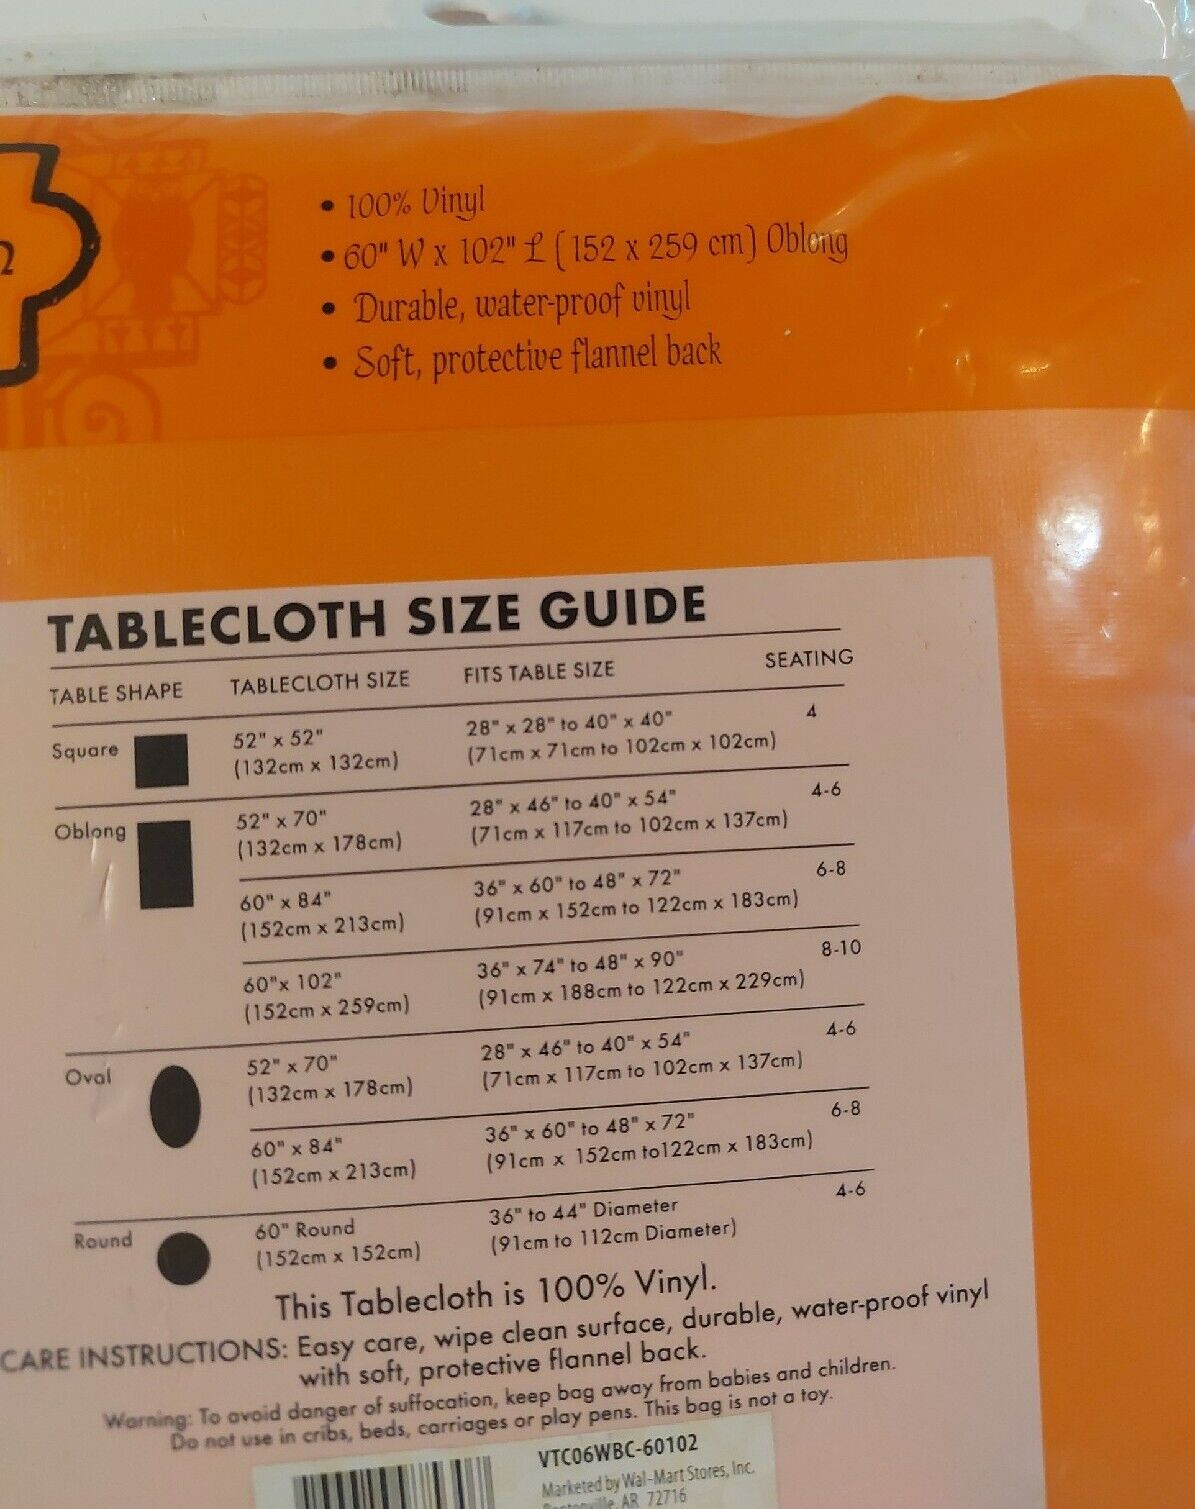 • 100% Vinyl
• 60" W x 102" L (152 x 259 cm) Oblong
• Durable, water-proof vinyl
• Soft, protective flannel back
TABLECLOTH SIZE GUIDE
TABLE SHAPE TABLECLOTH SIZE FITS TABLE SIZE SEATING
Square 52" x 52" 28" x 28" to 40" x 40" 4
(132cm x 132cm) (71cm x 71cm to 102cm x 102cm)
Oblong 52" x 70" 28" x 46" to 40" x 54" 4-6
(132cm x 178cm) (71cm x 117cm to 102cm x 137cm)
60" x 84" 36" x 60" to 48" x 72" 6-8
(152cm x 213cm) (91cm x 152cm to 122cm x 183cm)
60"x 102" 36" x 74" to 48" x 90" 8-10
(152cm x 259cm) (91cm x 188cm to 122cm x 229cm)
Oval 52" x 70" 28" x 46" to 40" x 54" 4-6
(132cm x 178cm) (71cm x 117cm to 102cm x 137cm)
60" x 84" 36" x 60" to 48" x 72" 6-8
(152cm x 213cm) (91cm x 152cm to122cm x 183cm)
Round 60" Round 36" to 44" Diameter 4-6
(152cm x 152cm) (91cm to 112cm Diameter)
This Tablecloth is 100% Vinyl.
CARE INSTRUCTIONS: Easy care, wipe clean surface, durable, water-proof vinyl
with soft, protective flannel back.
Warning: To avoid danger of suffocation, keep bag away from babies and children.
Do not use in cribs, beds, carriages or play pens. This bag is not a toy.
VTC06WBC-60102
Marketed by Wal-Mart Stores, Inc.
Bentonville, AR 72716